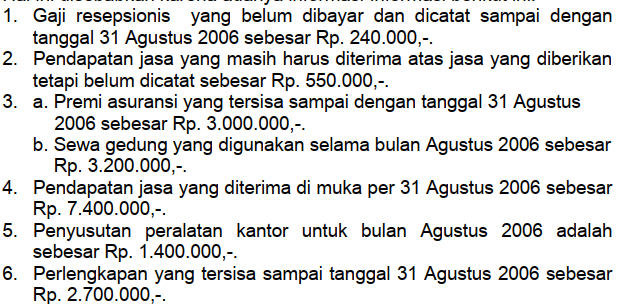 1. Gaji resepsionis yang belum dibayar dan dicatat sampai dengan
tanggal 31 Agustus 2006 sebesar Rp. 240.000,-.
2. Pendapatan jasa yang masih harus diterima atas jasa yang diberikan
tetapi belum dicatat sebesar Rp. 550.000,-.
3. a. Premi asuransi yang tersisa sampai dengan tanggal 31 Agustus
2006 sebesar Rp. 3.000.000,-.
b. Sewa gedung yang digunakan selama bulan Agustus 2006 sebesar
Rp. 3.200.000,-.
4. Pendapatan jasa yang diterima di muka per 31 Agustus 2006 sebesar
Rp. 7.400.000,-.
5. Penyusutan peralatan kantor untuk bulan Agustus 2006 adalah
sebesar Rp. 1.400.000,-.
6. Perlengkapan yang tersisa sampai tanggal 31 Agustus 2006 sebesar
Rp. 2.700.000,-.